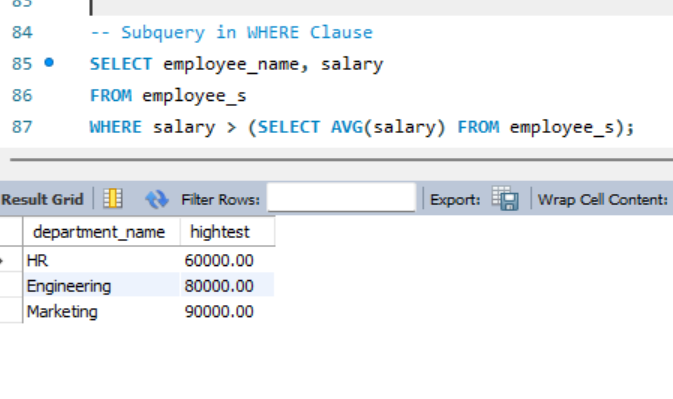 83
84 -- Subquery in WHERE Clause
85 SELECT employee_name, salary
86 FROM employee_s
87 WHERE salary > (SELECT AVG(salary) FROM employee_s);
Result Grid Filter Rows: Export: Wrap Cell Content:
department_name hightest
HR 60000.00
Engineering 80000.00
Marketing 90000.00